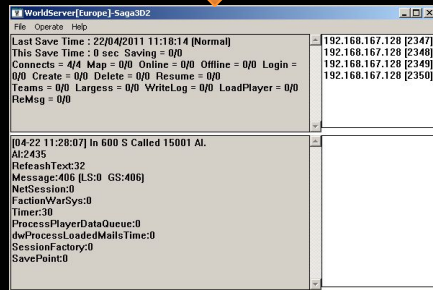 WorldServer[Europe]-Saga3D2
File Operate Help
Last Save Time : 22/04/2011 11:18:14 (Normal)
This Save Time : 0 sec Saving = 0/0
Connects = 4/4 Map = 0/0 Online = 0/0 Offline = 0/0 Login =
0/0 Create = 0/0 Delete = 0/0 Resume = 0/0
Teams = 0/0 Largess = 0/0 WriteLog = 0/0 LoadPlayer = 0/0
ReMsg = 0/0
192.168.167.128 [2347]
192.168.167.128 [2348]
192.168.167.128 [2349]
192.168.167.128 [2350]
[04-22 11:28:07] In 600 S Called 15001 AI.
AI:2435
RefeashText:32
Message:406 (LS:0 GS:406)
NetSession:0
FactionWarSys:0
Timer:30
ProcessPlayerDataQueue:0
dwProcessLoadedMailsTime:0
SessionFactory:0
SavePoint:0